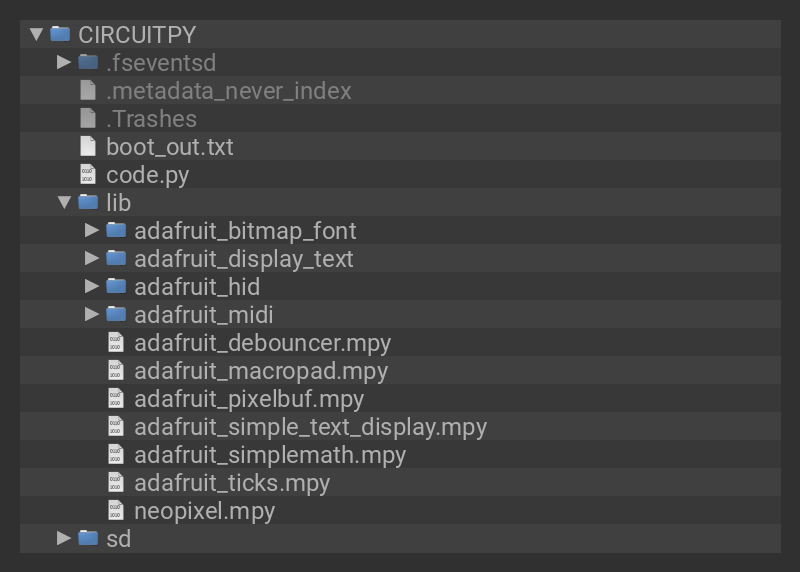 CIRCUITPY
.fseventsd
.metadata_never_index
.Trashes
boot_out.txt
code.py
lib
adafruit_bitmap_font
adafruit_display_text
adafruit_hid
adafruit_midi
adafruit_debouncer.mpy
adafruit_macropad.mpy
adafruit_pixelbuf.mpy
adafruit_simple_text_display.mpy
adafruit_simplemath.mpy
adafruit_ticks.mpy
neopixel.mpy
sd